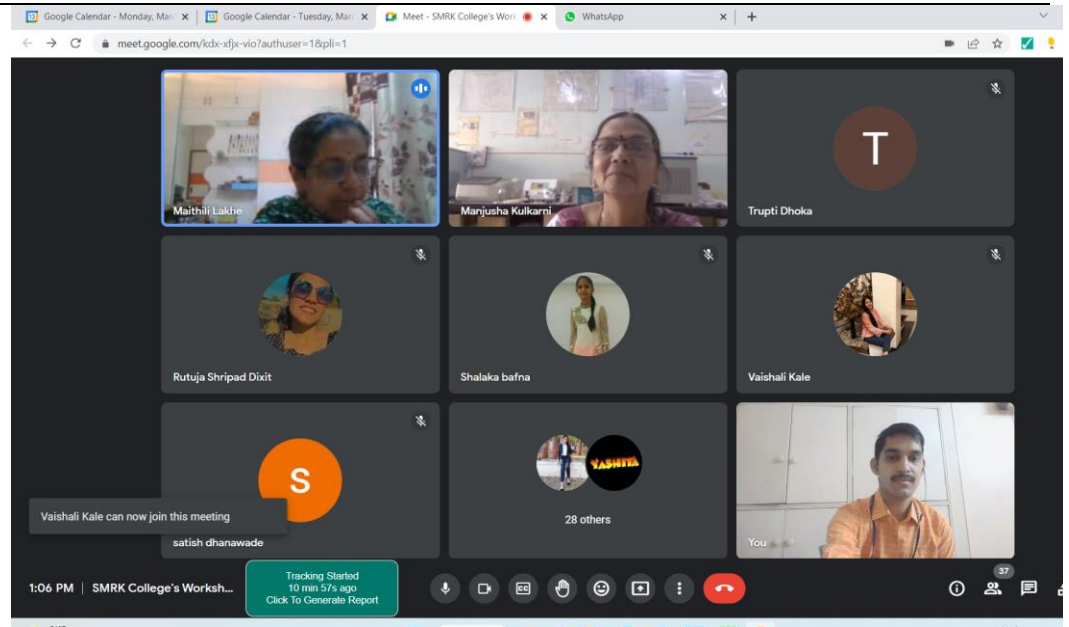 Google Calendar - Monday, Mar
Google Calendar - Tuesday, Marc
Meet - SMRK College's Work
WhatsApp
meet.google.com/kdx-xfjx-vio?authuser=1&pli=1
Maithili Lakhe
Manjusha Kulkarni
T
Trupti Dhoka
Rutuja Shripad Dixit
Shalaka bafna
Vaishali Kale
S
satish dhanawade
YASHITA
28 others
You
Vaishali Kale can now join this meeting
1:06 PM | SMRK College's Worksh...
Tracking Started
10 min 57s ago
Click To Generate Report
37